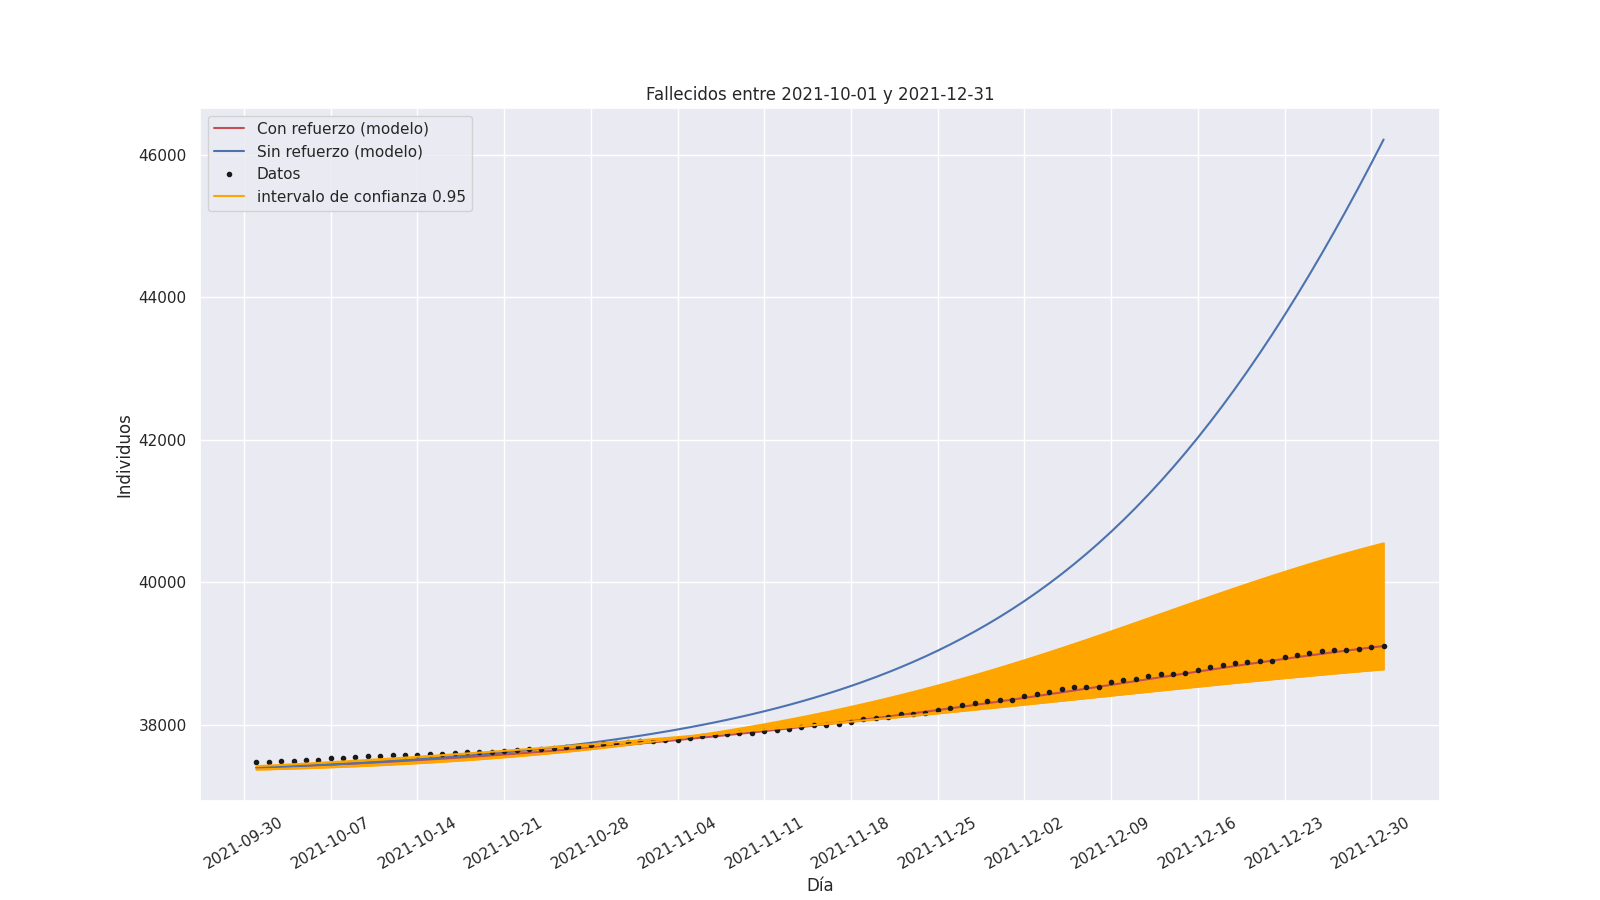 Fallecidos entre 2021-10-01 y 2021-12-31
Con refuerzo (modelo)
Sin refuerzo (modelo)
Datos
intervalo de confianza 0.95
46000
44000
42000
40000
38000
Individuos
2021-09-30
2021-10-07
2021-10-14
2021-10-21
2021-10-28
2021-11-04
2021-11-11
2021-11-18
2021-11-25
2021-12-02
2021-12-09
2021-12-16
2021-12-23
2021-12-30
Día